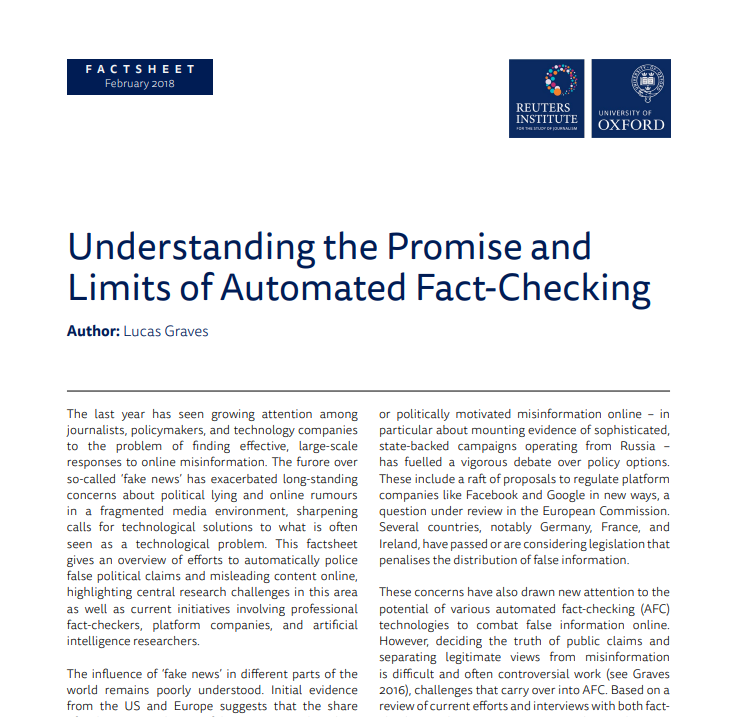 FACTSHEET
February 2018
REUTERS
INSTITUTE
FOR THE STUDY OF JOURNALISM
UNIVERSITY OF
OXFORD
Understanding the Promise and
Limits of Automated Fact-Checking
Author: Lucas Graves
The last year has seen growing attention among
journalists, policymakers, and technology companies
to the problem of finding effective, large-scale
responses to online misinformation. The furore over
so-called ‘fake news’ has exacerbated long-standing
concerns about political lying and online rumours
in a fragmented media environment, sharpening
calls for technological solutions to what is often
seen as a technological problem. This factsheet
gives an overview of efforts to automatically police
false political claims and misleading content online,
highlighting central research challenges in this area
as well as current initiatives involving professional
fact-checkers, platform companies, and artificial
intelligence researchers.
The influence of ‘fake news’ in different parts of the
world remains poorly understood. Initial evidence
from the US and Europe suggests that the share
or politically motivated misinformation online – in
particular about mounting evidence of sophisticated,
state-backed campaigns operating from Russia –
has fuelled a vigorous debate over policy options.
These include a raft of proposals to regulate platform
companies like Facebook and Google in new ways, a
question under review in the European Commission.
Several countries, notably Germany, France, and
Ireland, have passed or are considering legislation that
penalises the distribution of false information.
These concerns have also drawn new attention to the
potential of various automated fact-checking (AFC)
technologies to combat false information online.
However, deciding the truth of public claims and
separating legitimate views from misinformation
is difficult and often controversial work (see Graves
2016), challenges that carry over into AFC. Based on a
review of current efforts and interviews with both fact-